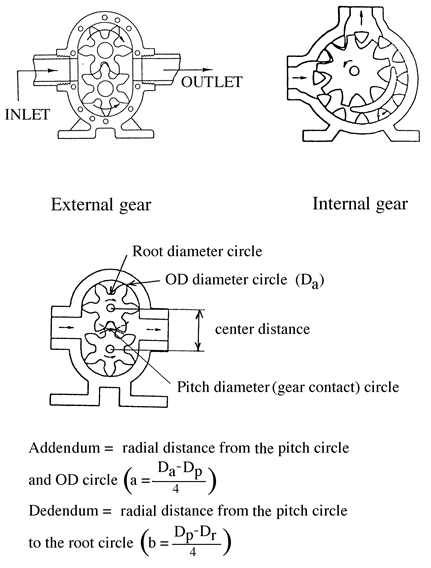 INLET
OUTLET
External gear
Internal gear
Root diameter circle
OD diameter circle (Da)
center distance
Pitch diameter (gear contact) circle
Addendum = radial distance from the pitch circle
and OD circle (a = Da-Dp/4)
Dedendum = radial distance from the pitch circle
to the root circle (b = Dp-Dr/4)